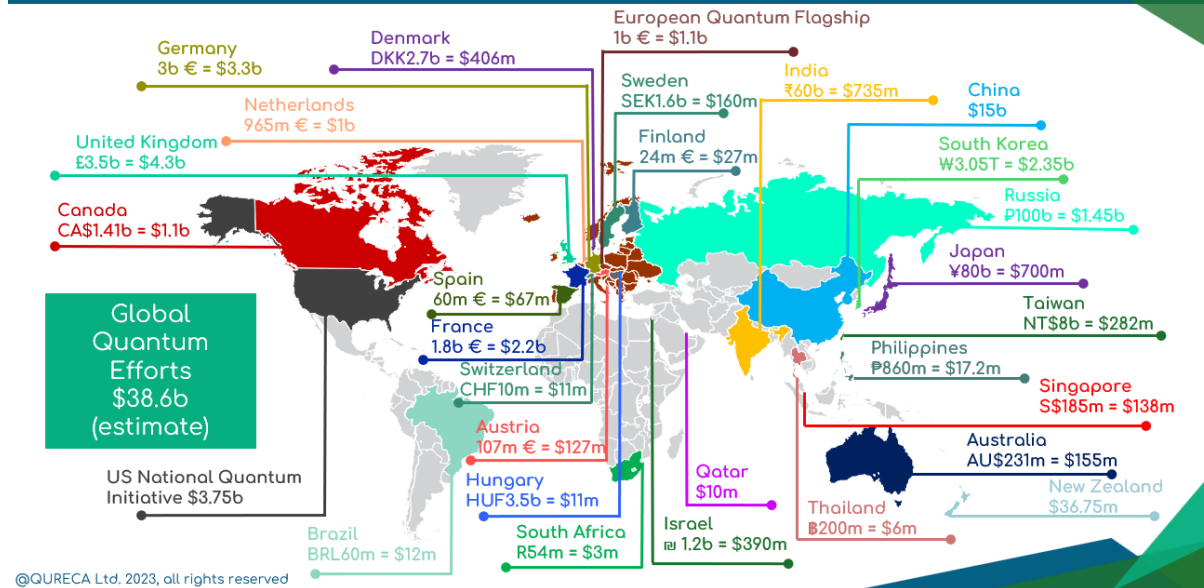 European Quantum Flagship
1b € = $1.1b
Denmark
DKK2.7b = $406m
Germany
3b € = $3.3b
India
₹60b = $735m
Sweden
SEK1.6b = $160m
China
$15b
Netherlands
965m € = $1b
Finland
24m € = $27m
United Kingdom
£3.5b = $4.3b
South Korea
₩3.05T = $2.35b
Russia
₽100b = $1.45b
Canada
CA$1.41b = $1.1b
Japan
¥80b = $700m
Spain
60m € = $67m
Taiwan
NT$8b = $282m
Global
Quantum
Efforts
$38.6b
(estimate)
France
1.8b € = $2.2b
Philippines
₱860m = $17.2m
Switzerland
CHF10m = $11m
Singapore
S$185m = $138m
Austria
107m € = $127m
Australia
AU$231m = $155m
US National Quantum
Initiative $3.75b
Hungary
HUF3.5b = $11m
Qatar
$10m
New Zealand
$36.75m
Thailand
฿200m = $6m
Brazil
BRL60m = $12m
South Africa
R54m = $3m
Israel
₪ 1.2b = $390m
@QURECA Ltd. 2023, all rights reserved